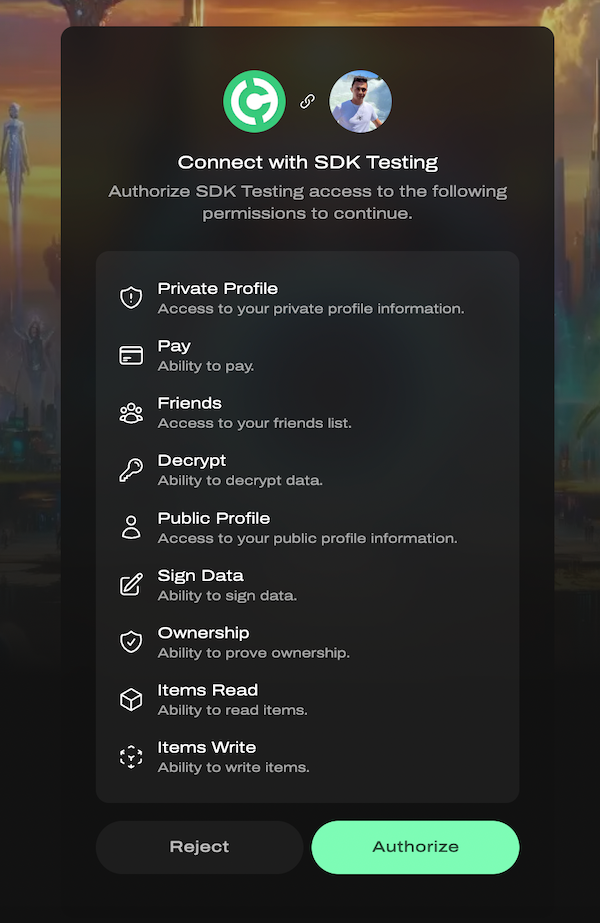 Connect with SDK Testing
Authorize SDK Testing access to the following
permissions to continue.
Private Profile
Access to your private profile information.
Pay
Ability to pay.
Friends
Access to your friends list.
Decrypt
Ability to decrypt data.
Public Profile
Access to your public profile information.
Sign Data
Ability to sign data.
Ownership
Ability to prove ownership.
Items Read
Ability to read items.
Items Write
Ability to write items.
Reject
Authorize